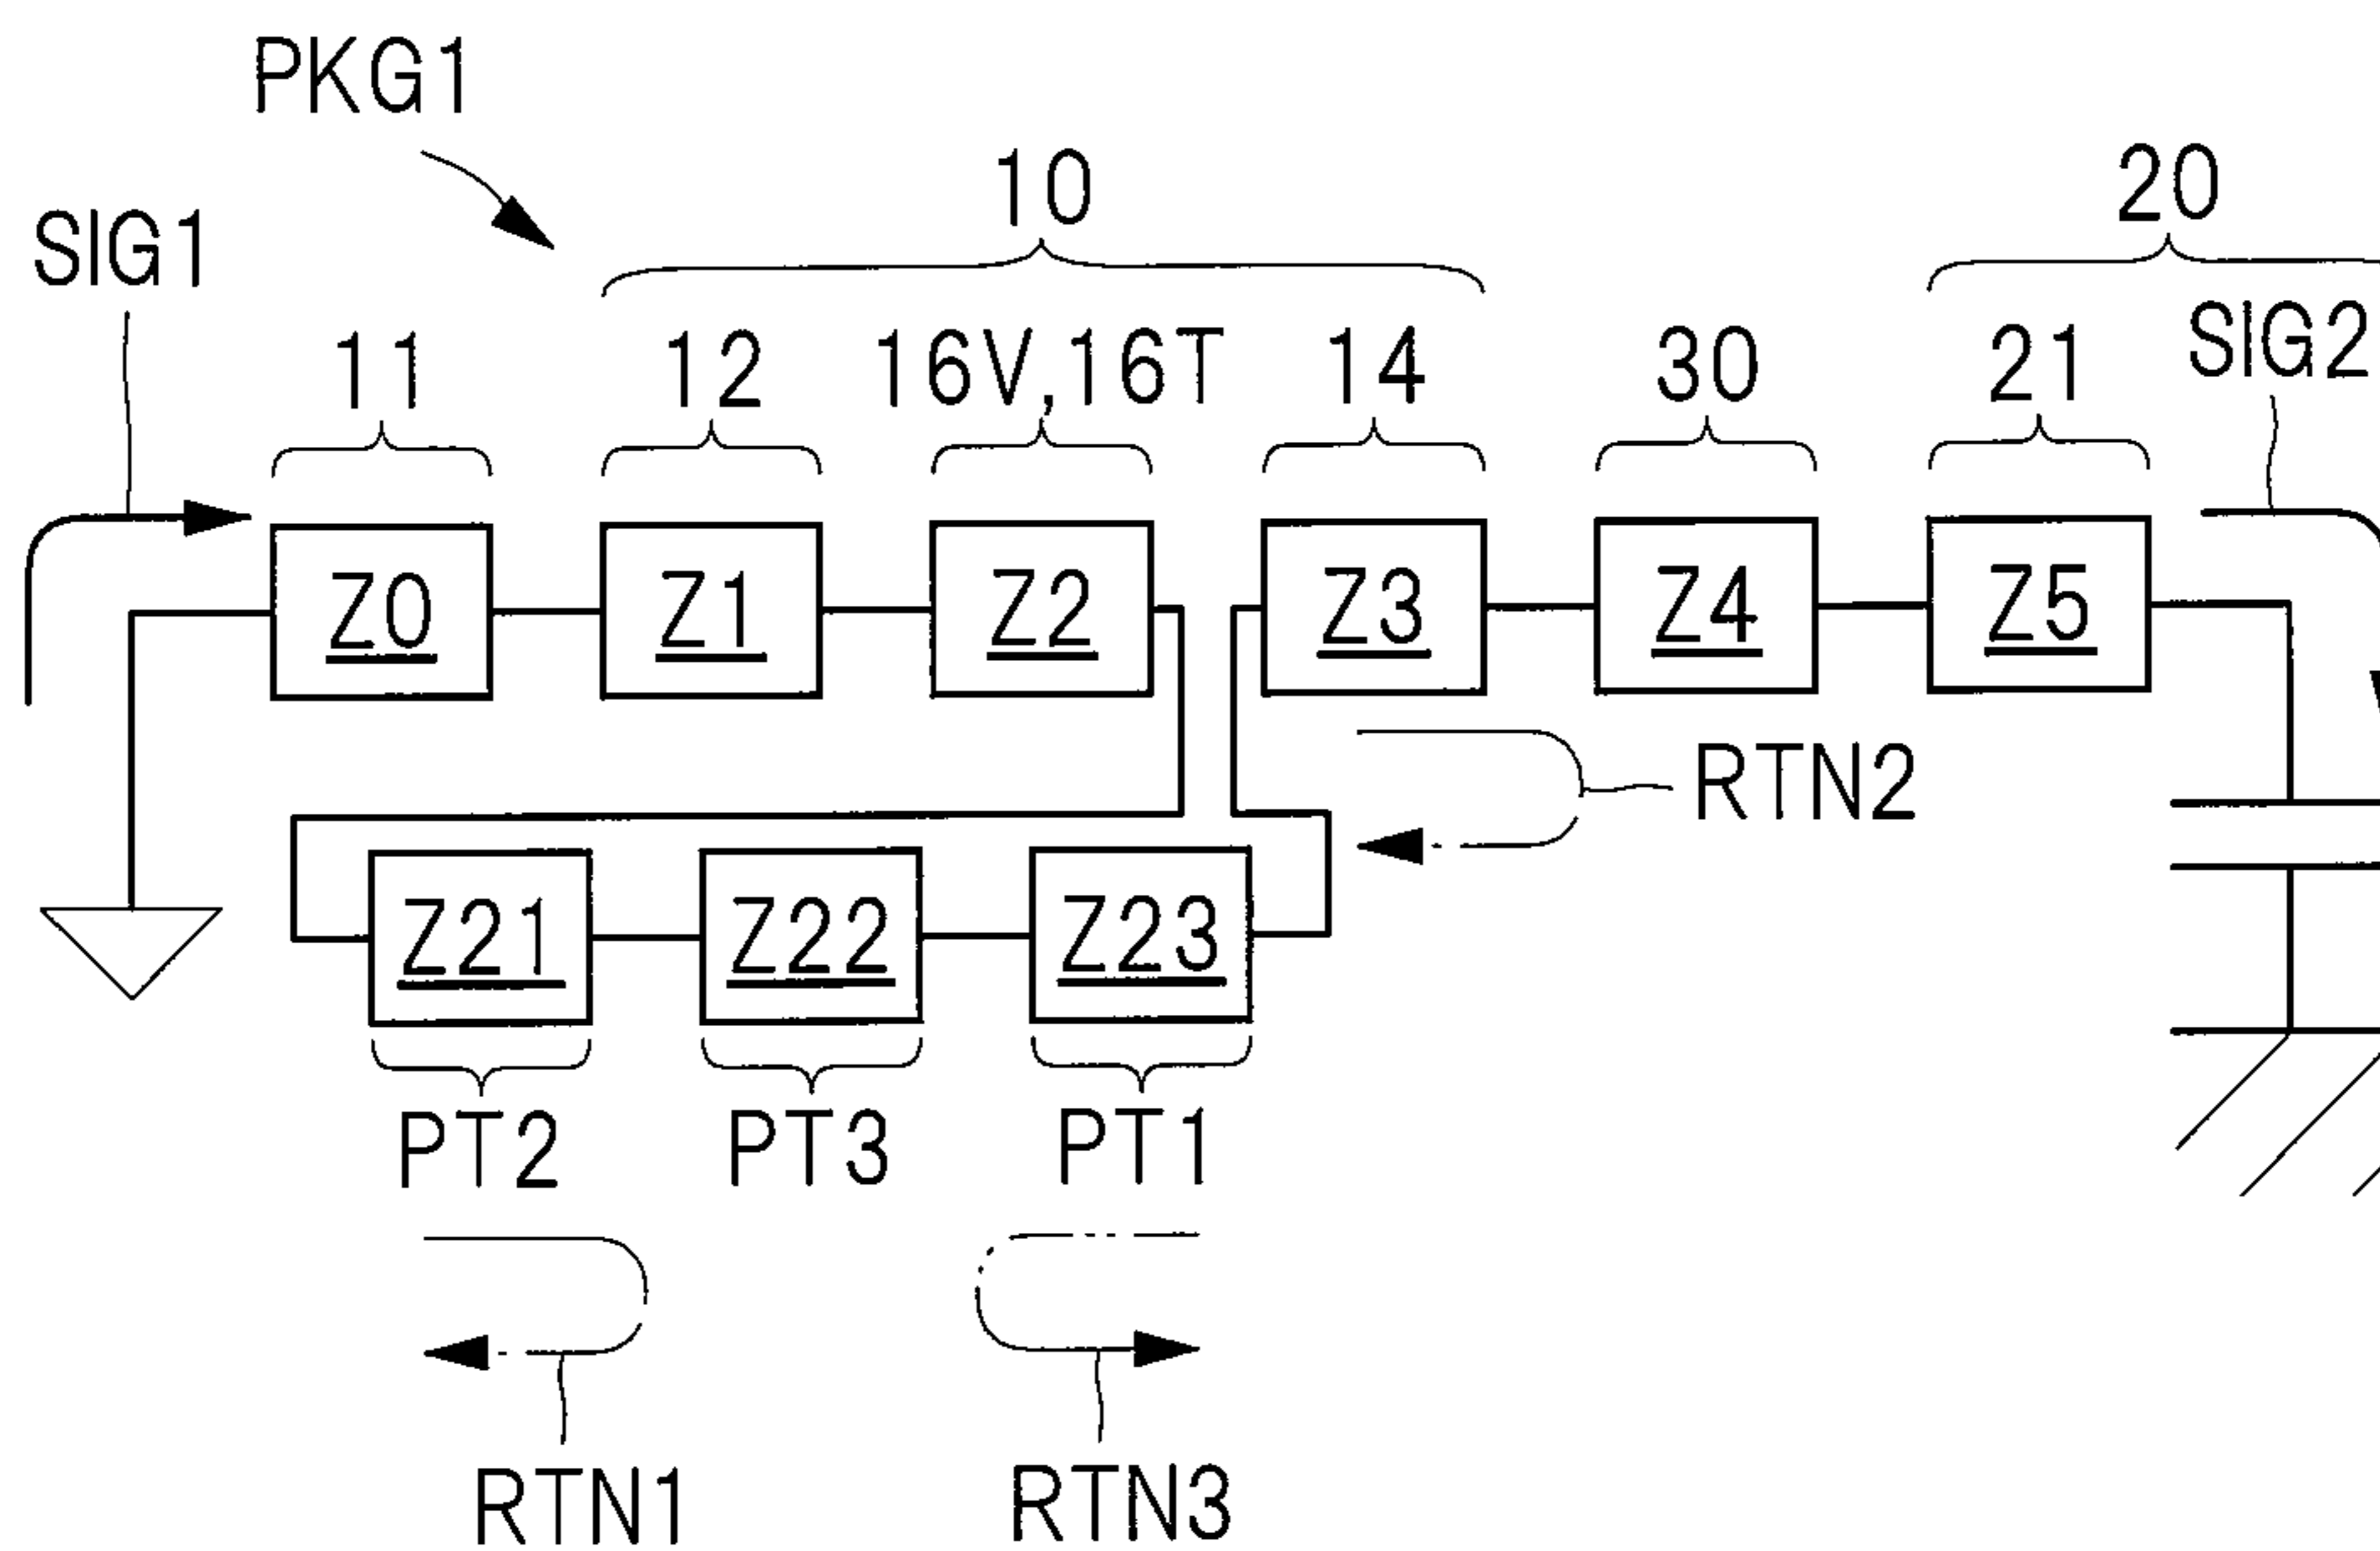 PKG1
10
20
SIG1
11
12
16V,16T
14
30
21
SIG2
Z0
Z1
Z2
Z3
Z4
Z5
RTN2
Z21
Z22
Z23
PT2
PT3
PT1
RTN1
RTN3